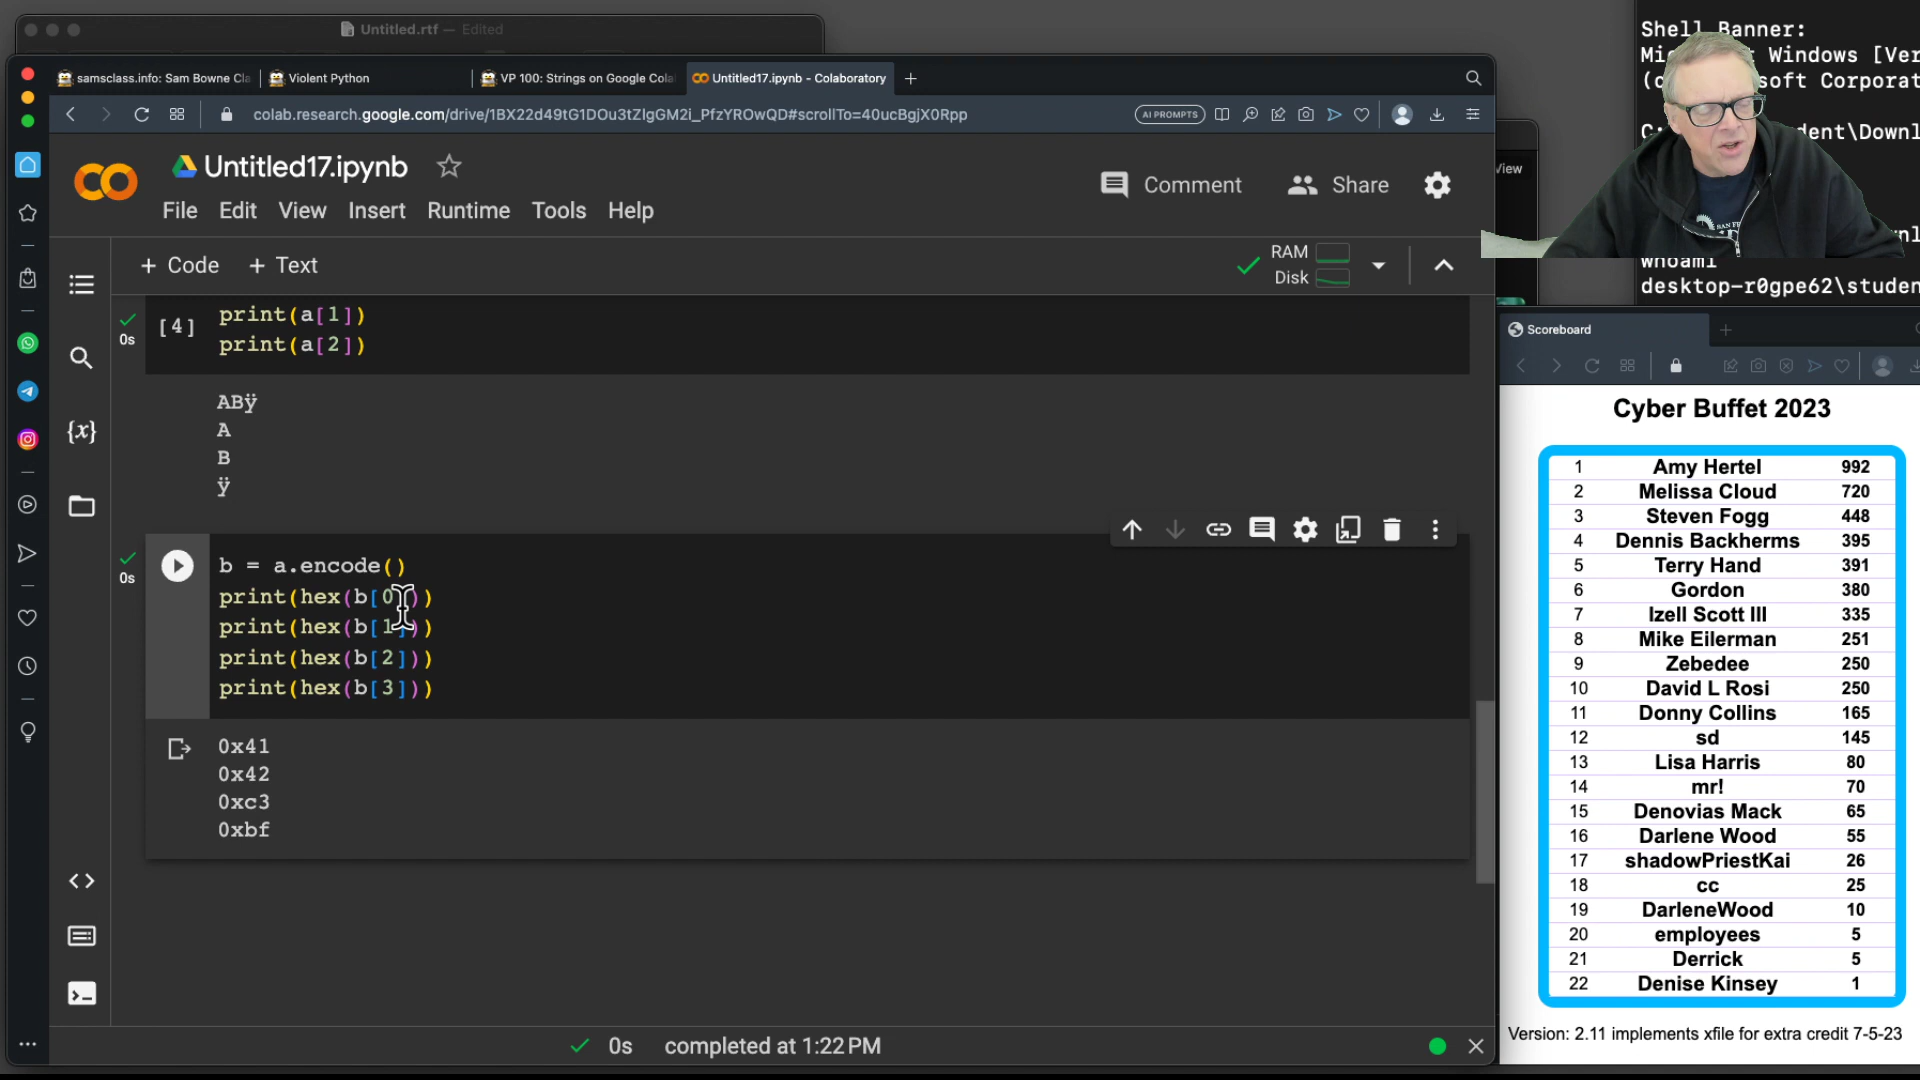 Untitled.rtf — Edited
samsclass.info: Sam Bowne Cla
Violent Python
VP 100: Strings on Google Cola
Untitled17.ipynb - Colaboratory
colab.research.google.com/drive/1BX22d49tG1DOu3tZlgGM2i_PfzYROwQD#scrollTo=40ucBgjX0Rpp
AI PROMPTS
Untitled17.ipynb
Comment
Share
File Edit View Insert Runtime Tools Help
+ Code + Text
RAM
Disk
[4]
0s
print(a[1])
print(a[2])
ABÿ
A
B
ÿ
0s
b = a.encode()
print(hex(b[0]))
print(hex(b[1]))
print(hex(b[2]))
print(hex(b[3]))
0x41
0x42
0xc3
0xbf
0s completed at 1:22 PM
Shell Banner:
Windows [Ver
soft Corporat
dent\Downl
View
whoami
desktop-r0gpe62\studen
Scoreboard
Cyber Buffet 2023
1 Amy Hertel 992
2 Melissa Cloud 720
3 Steven Fogg 448
4 Dennis Backherms 395
5 Terry Hand 391
6 Gordon 380
7 Izell Scott III 335
8 Mike Eilerman 251
9 Zebedee 250
10 David L Rosi 250
11 Donny Collins 165
12 sd 145
13 Lisa Harris 80
14 mr! 70
15 Denovias Mack 65
16 Darlene Wood 55
17 shadowPriestKai 26
18 cc 25
19 DarleneWood 10
20 employees 5
21 Derrick 5
22 Denise Kinsey 1
Version: 2.11 implements xfile for extra credit 7-5-23